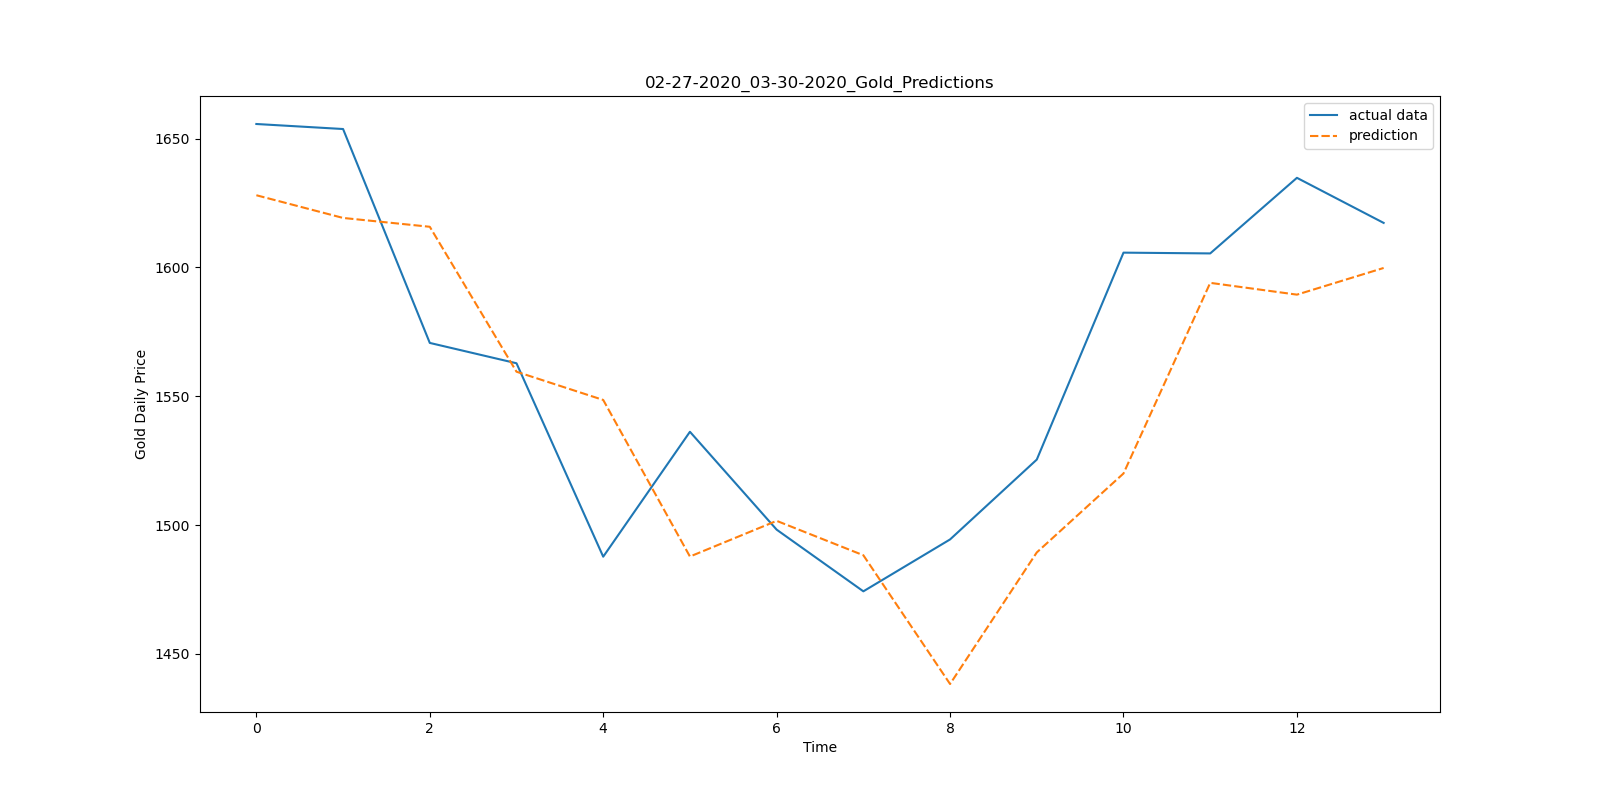 02-27-2020_03-30-2020_Gold_Predictions
actual data
prediction
1650
1600
1550
1500
1450
Gold Daily Price
0 2 4 6 8 10 12
Time